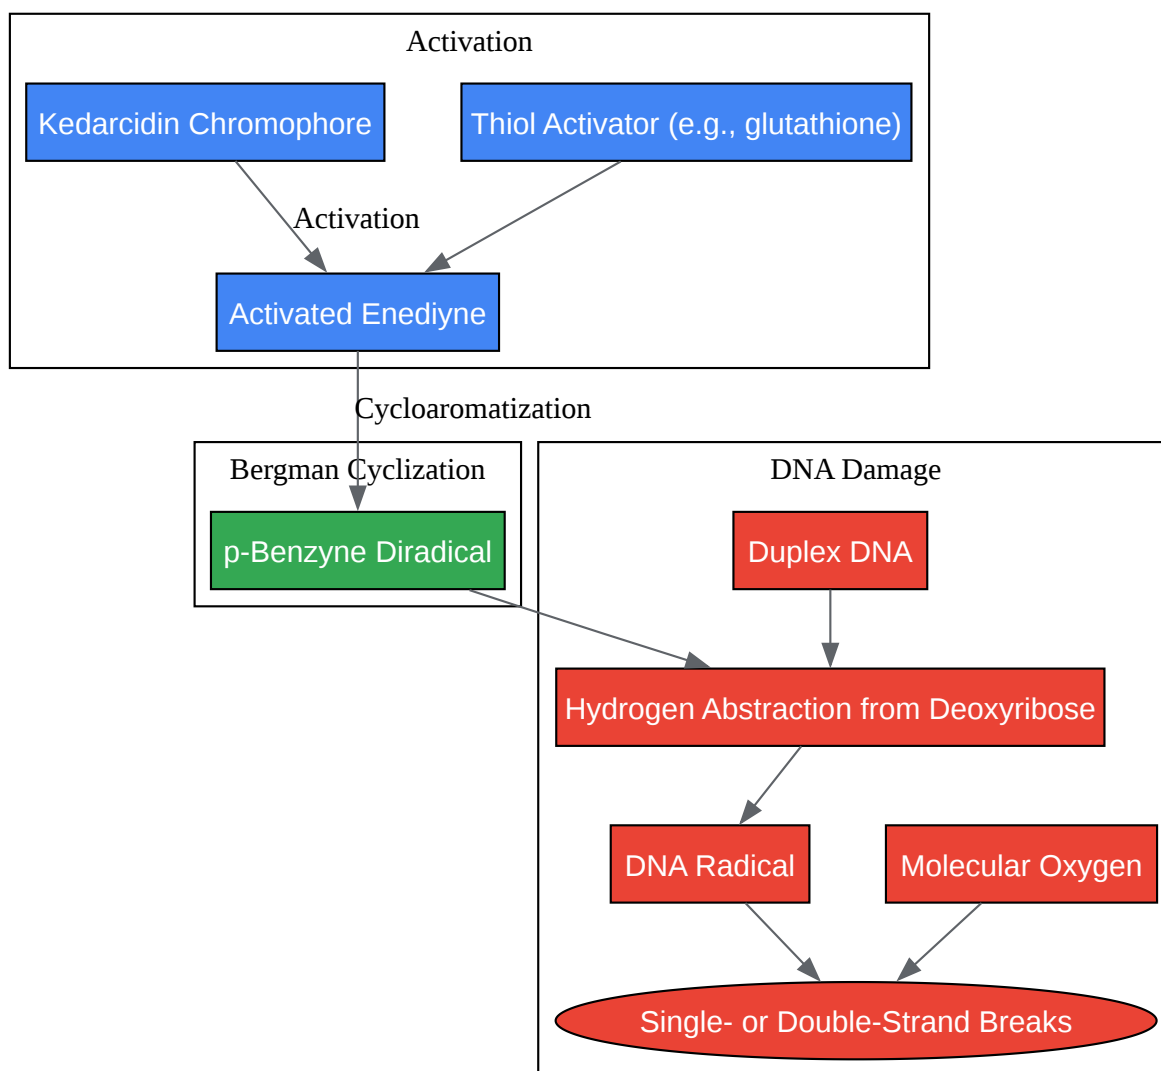 Activation
Kedarcidin Chromophore
Thiol Activator (e.g., glutathione)
Activation
Activated Enediyne
Cycloaromatization
Bergman Cyclization
p-Benzyne Diradical
DNA Damage
Duplex DNA
Hydrogen Abstraction from Deoxyribose
DNA Radical
Molecular Oxygen
Single- or Double-Strand Breaks